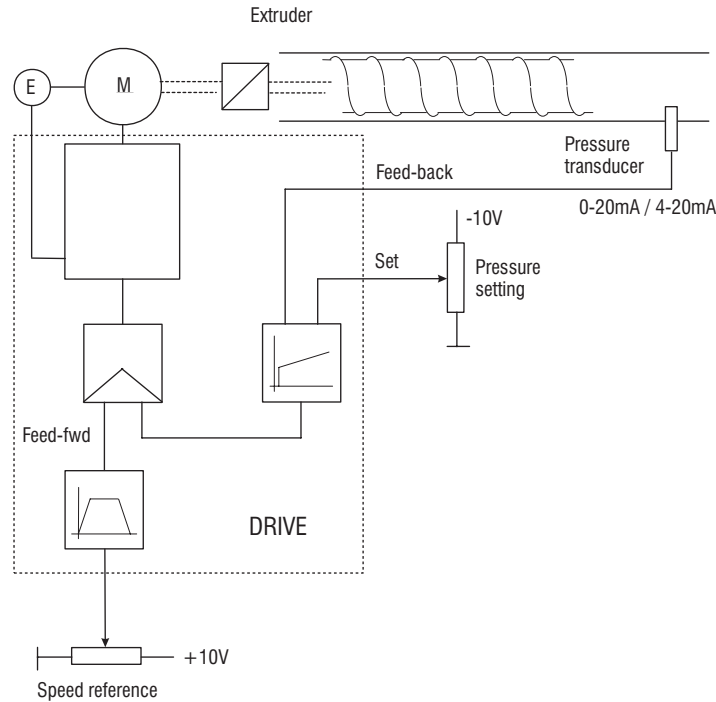 Extruder
E
M
Pressure
transducer
Feed-back
0-20mA / 4-20mA
-10V
Set
Pressure
setting
Feed-fwd
DRIVE
+10V
Speed reference